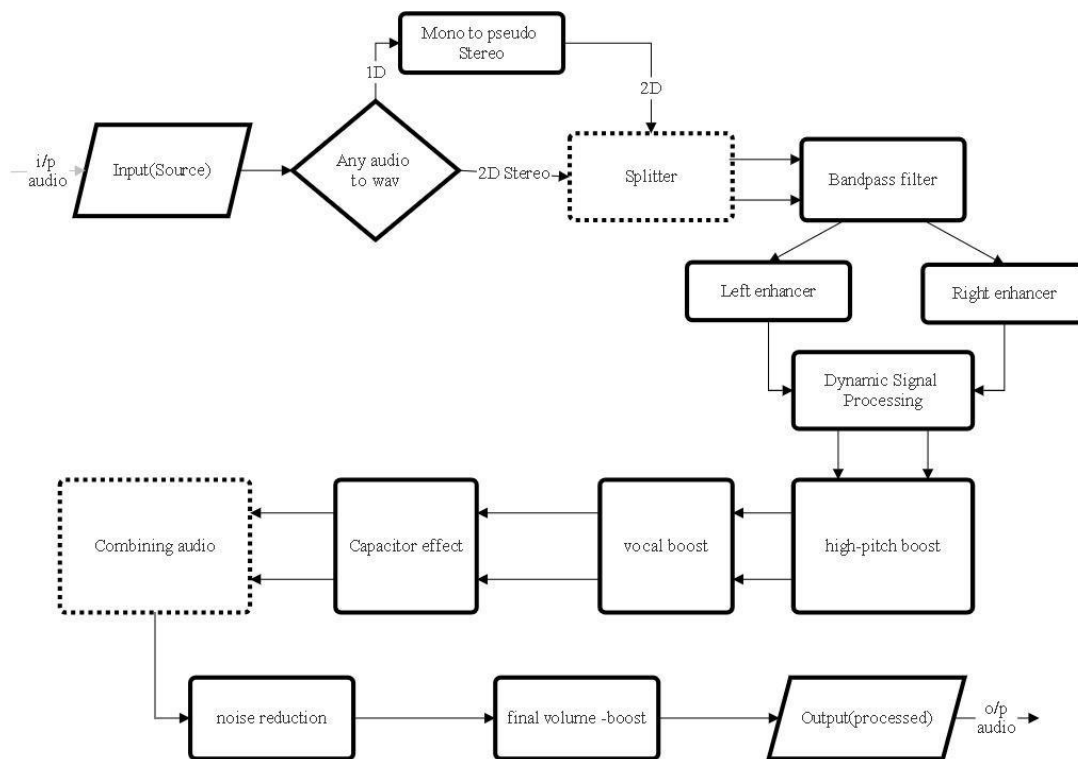 Mono to pseudo
Stereo
1D
2D
i/p
audio
Input(Source)
Any audio
to wav
2D Stereo
Splitter
Bandpass filter
Left enhancer
Right enhancer
Dynamic Signal
Processing
Combining audio
Capacitor effect
vocal boost
high-pitch boost
noise reduction
final volume -boost
Output(processed)
o/p
audio